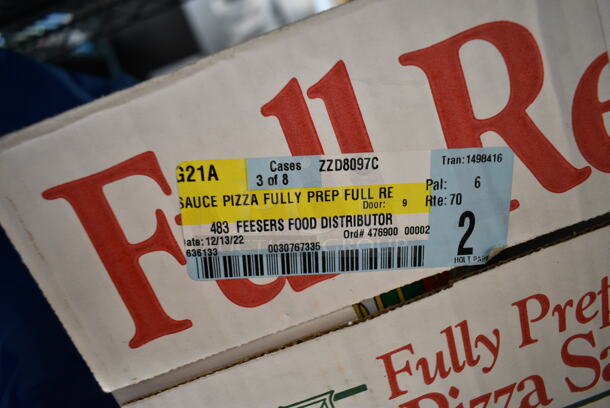 Full Re
G21A Cases ZZD8097C Tran: 1498416
3 of 8
SAUCE PIZZA FULLY PREP FULL RE Pal: 6
Door: 9 Rte: 70
483 FEESERS FOOD DISTRIBUTOR
ate: 12/13/22 Ord# 476900 00002 2
636133 0030767335
Fully Prep
Pizza Sa